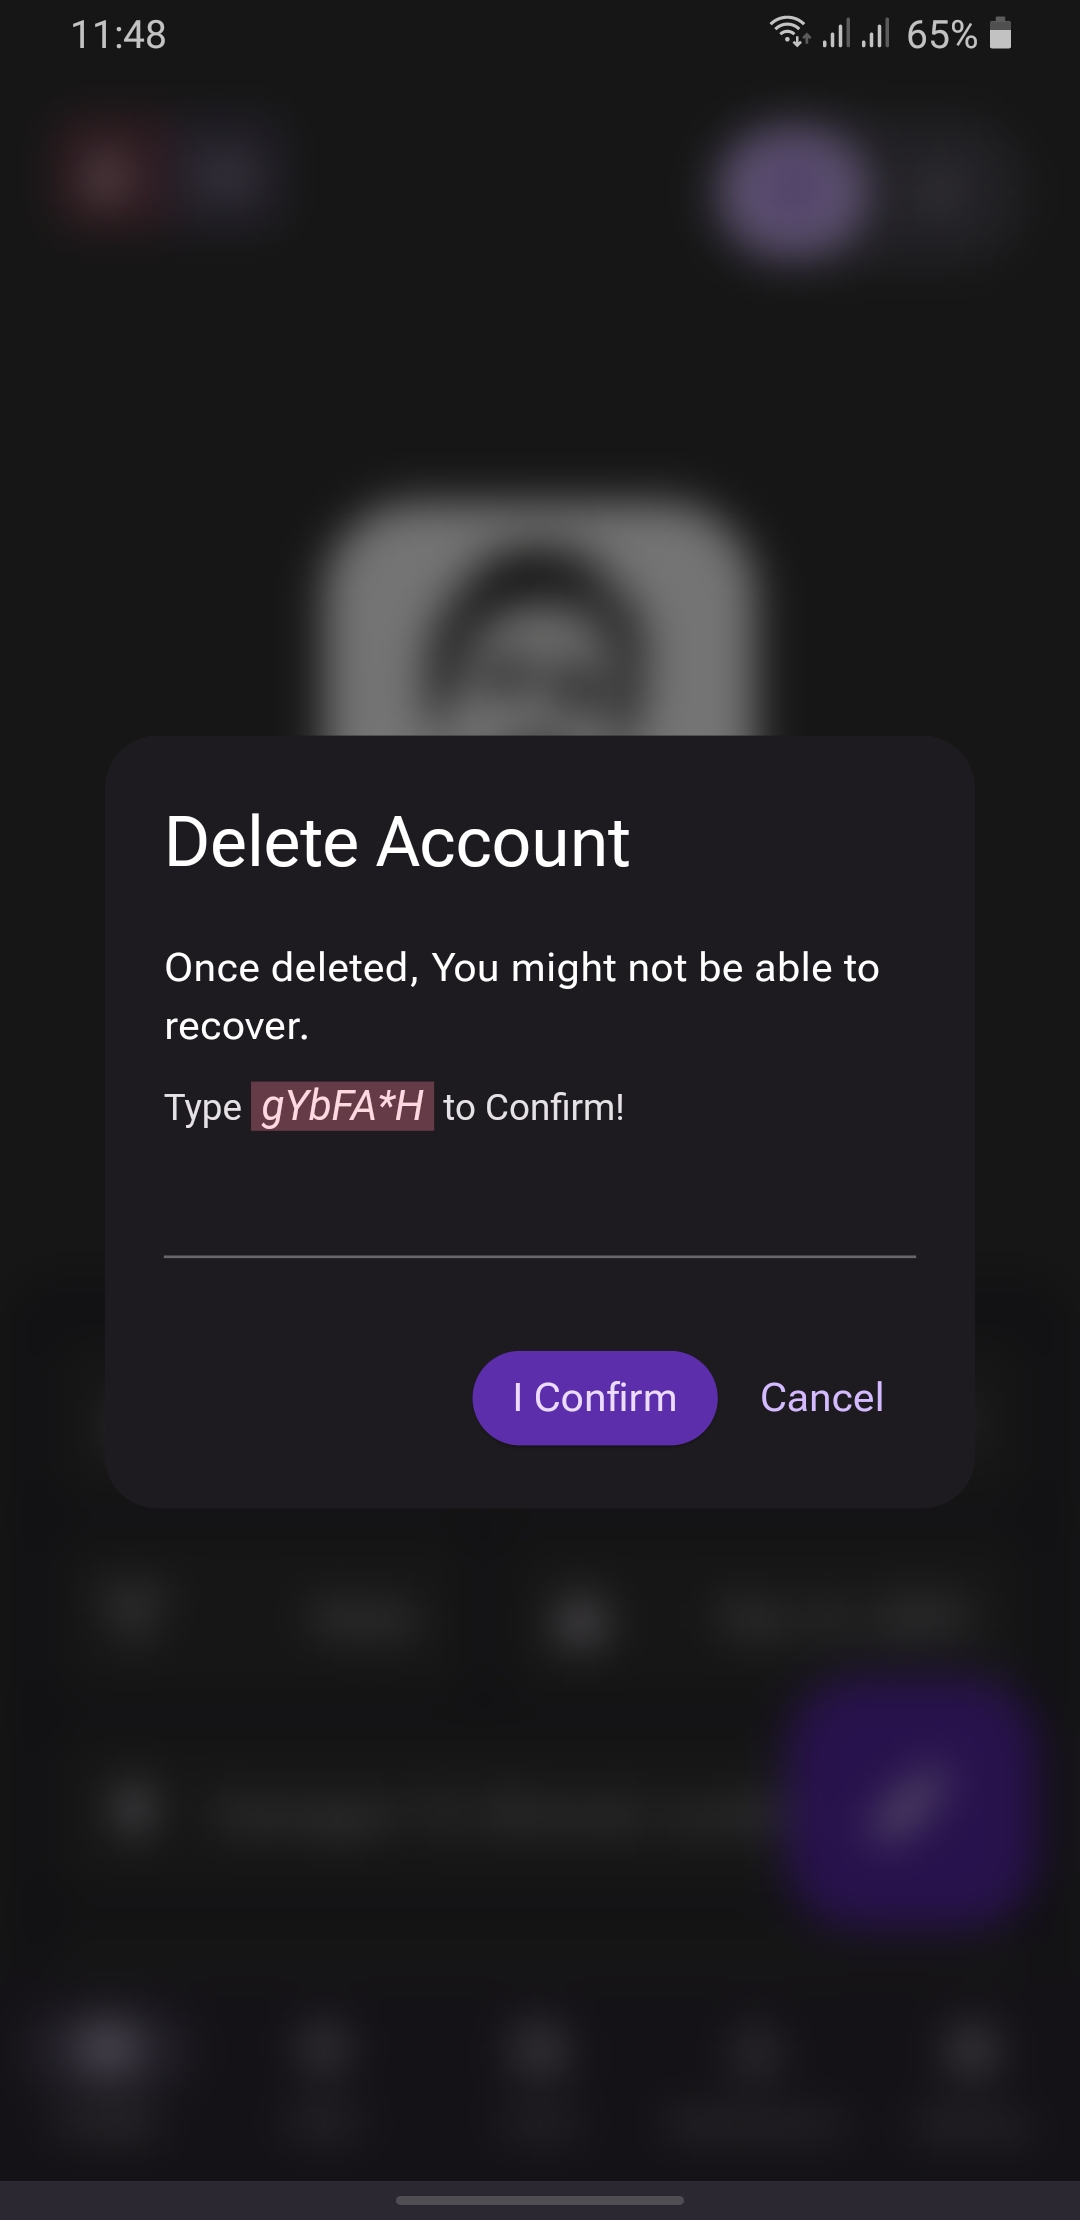 11:48
65%
Delete Account
Once deleted, You might not be able to
recover.
Type gYbFA*H to Confirm!
I Confirm
Cancel